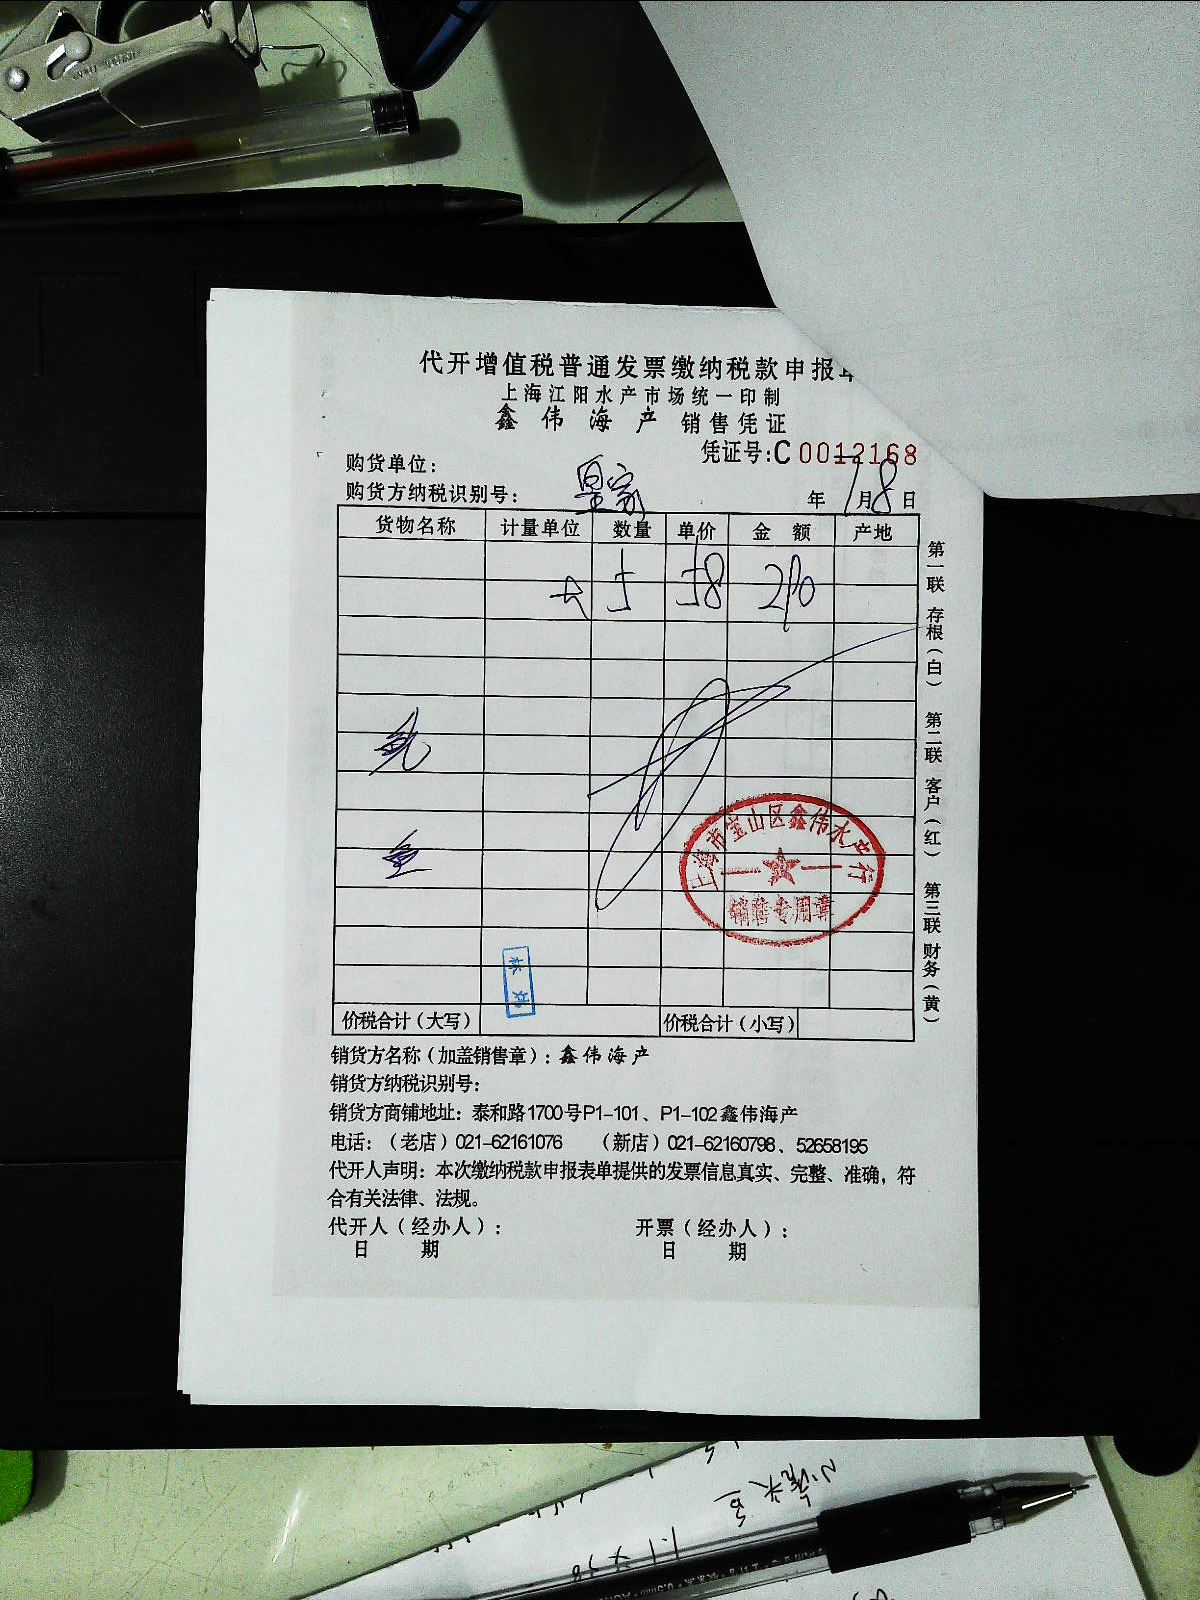 代开增值税普通发票缴纳税款申报单
上海江阳水产市场统一印制
鑫伟海产 销售凭证
凭证号:C 0012168
购货单位:
购货方纳税识别号: 皇家 年 1月8日
货物名称 计量单位 数量 单价 金额 产地
5 58 290
鱼
上海市宝山区鑫伟水产行
销售专用章
价税合计(大写) 价税合计(小写)
第一联 存根(白) 第二联 客户(红) 第三联 财务(黄)
销货方名称(加盖销售章): 鑫伟海产
销货方纳税识别号:
销货方商铺地址: 泰和路1700号P1-101、P1-102鑫伟海产
电话:(老店)021-62161076 (新店)021-62160798、52658195
代开人声明: 本次缴纳税款申报表单提供的发票信息真实、完整、准确,符
合有关法律、法规。
代开人(经办人): 开票(经办人):
日 期 日 期